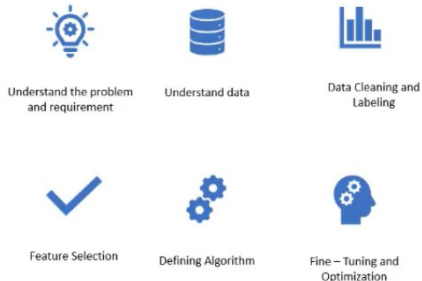 Understand the problem
and requirement
Understand data
Data Cleaning and
Labeling
Feature Selection
Defining Algorithm
Fine – Tuning and
Optimization